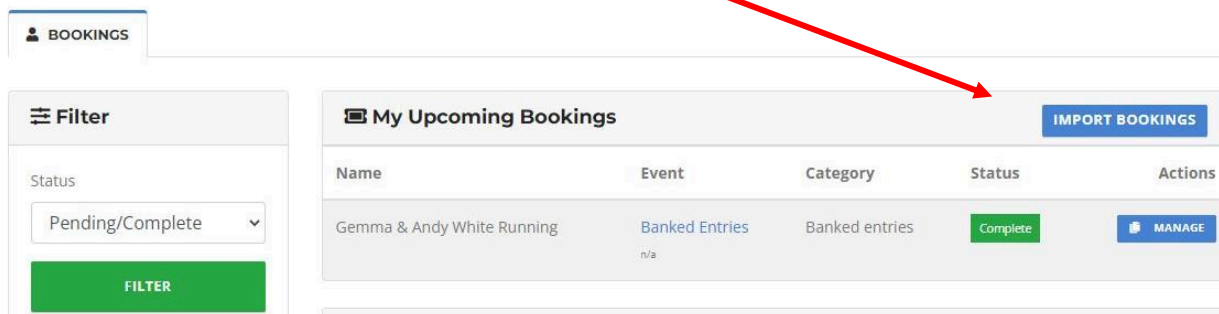 BOOKINGS
Filter
Status
Pending/Complete
FILTER
My Upcoming Bookings
IMPORT BOOKINGS
Name Event Category Status Actions
Gemma & Andy White Running Banked Entries Banked entries Complete MANAGE
n/a